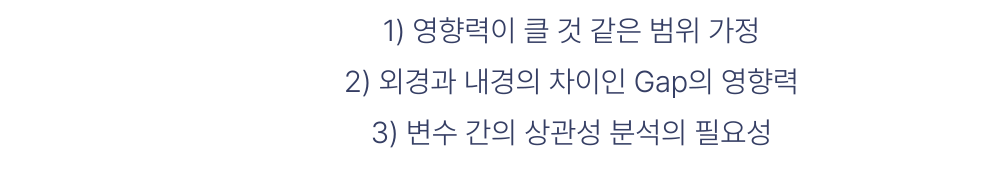 1) 영향력이 클 것 같은 범위 가정
2) 외경과 내경의 차이인 Gap의 영향력
3) 변수 간의 상관성 분석의 필요성